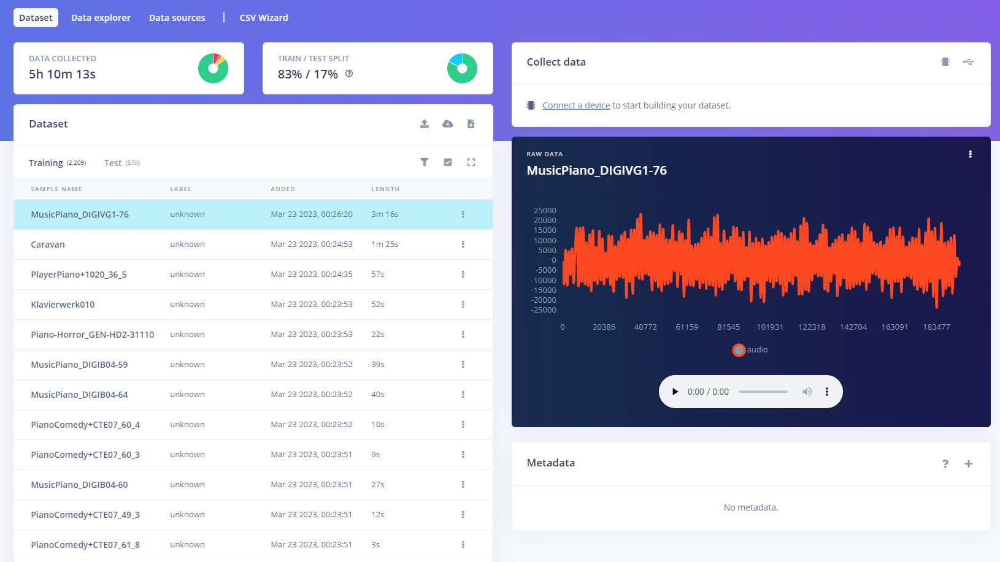 Dataset Data explorer Data sources | CSV Wizard
DATA COLLECTED
5h 10m 13s
TRAIN / TEST SPLIT
83% / 17% ?
Dataset
Training (2,209) Test (570)
SAMPLE NAME LABEL ADDED LENGTH
MusicPiano_DIGIVG1-76 unknown Mar 23 2023, 00:26:20 3m 16s
Caravan unknown Mar 23 2023, 00:24:53 1m 25s
PlayerPiano+1020_36_5 unknown Mar 23 2023, 00:24:35 57s
Klavierwerk010 unknown Mar 23 2023, 00:23:53 52s
Piano-Horror_GEN-HD2-31110 unknown Mar 23 2023, 00:23:53 22s
MusicPiano_DIGIB04-59 unknown Mar 23 2023, 00:23:52 39s
MusicPiano_DIGIB04-64 unknown Mar 23 2023, 00:23:52 40s
PianoComedy+CTE07_60_4 unknown Mar 23 2023, 00:23:52 10s
PianoComedy+CTE07_60_3 unknown Mar 23 2023, 00:23:51 9s
MusicPiano_DIGIB04-60 unknown Mar 23 2023, 00:23:51 27s
PianoComedy+CTE07_49_3 unknown Mar 23 2023, 00:23:51 12s
PianoComedy+CTE07_61_8 unknown Mar 23 2023, 00:23:51 3s
Collect data
Connect a device to start building your dataset.
RAW DATA
MusicPiano_DIGIVG1-76
25000
20000
15000
10000
5000
0
-5000
-10000
-15000
-20000
-25000
0 20386 40772 61159 81545 101931 122318 142704 163091 183477
audio
0:00 / 0:00
Metadata ?
No metadata.